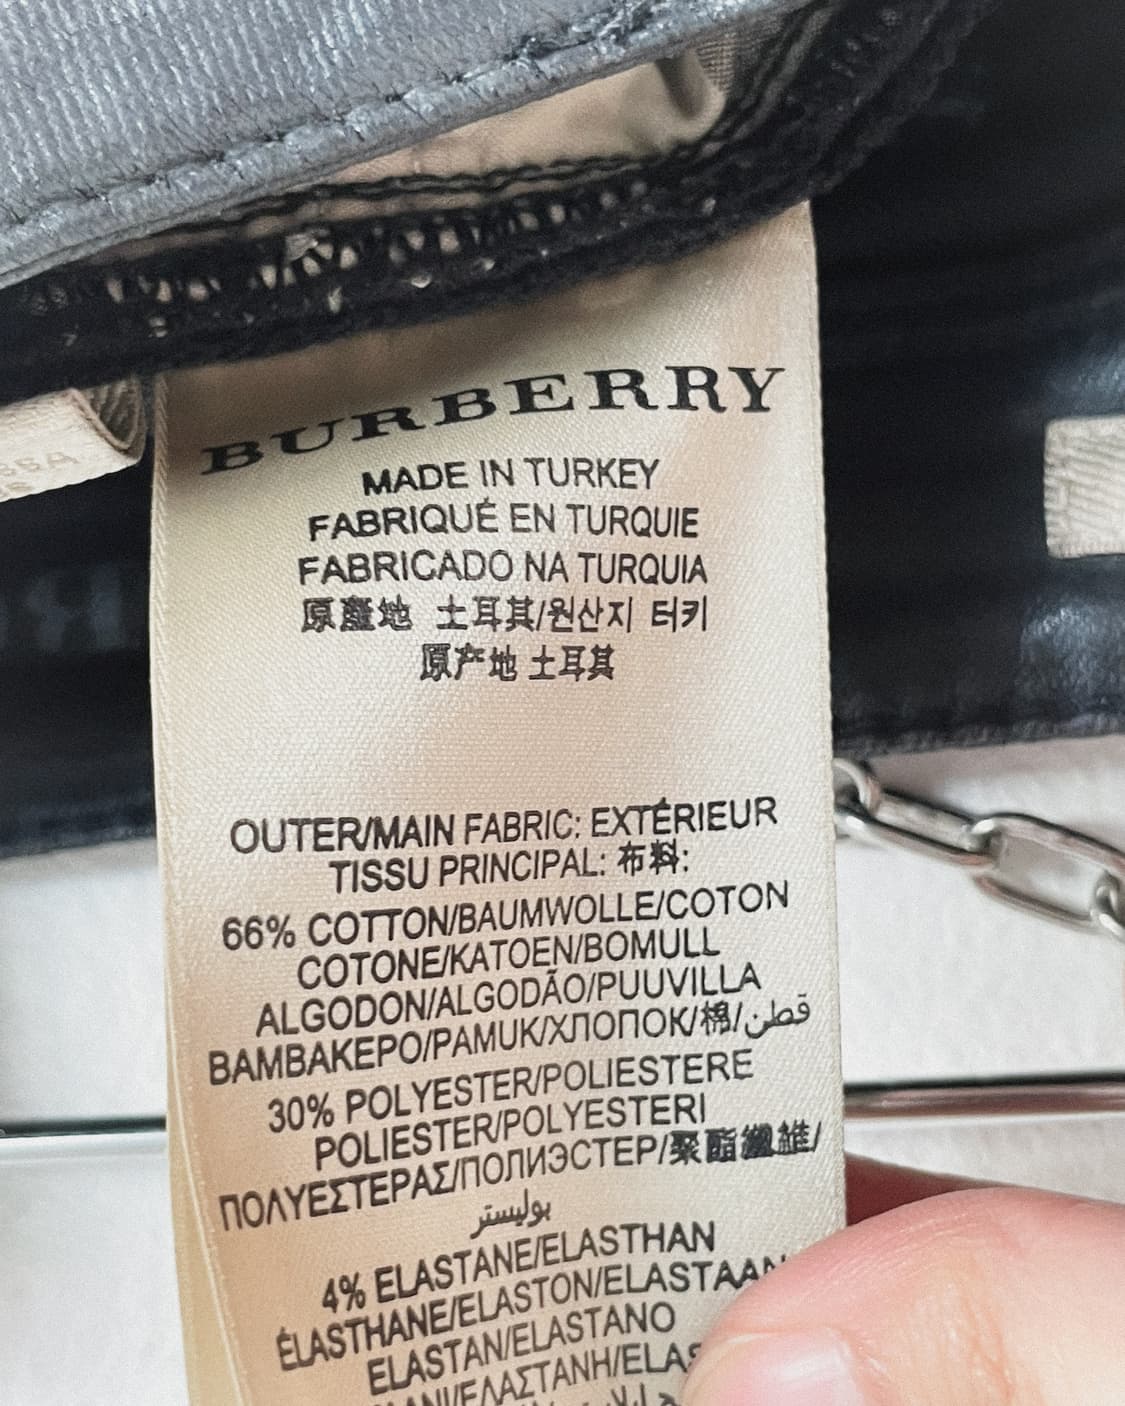 BURBERRY
MADE IN TURKEY
FABRIQUÉ EN TURQUIE
FABRICADO NA TURQUIA
原產地 土耳其/원산지 터키
原产地 土耳其
OUTER/MAIN FABRIC: EXTÉRIEUR
TISSU PRINCIPAL: 布料:
66% COTTON/BAUMWOLLE/COTON
COTONE/KATOEN/BOMULL
ALGODON/ALGODÃO/PUUVILLA
BAMBAKEPO/PAMUK/ХЛОПОК/棉/قطن
30% POLYESTER/POLIESTERE
POLIESTER/POLYESTERI
ΠΟΛΥΕΣΤΕΡΑΣ/ПОЛИЭСТЕР/聚酯纖維/
بوليستر
4% ELASTANE/ELASTHAN
ÉLASTHANE/ELASTON/ELASTAAN
ELASTAN/ELASTANO